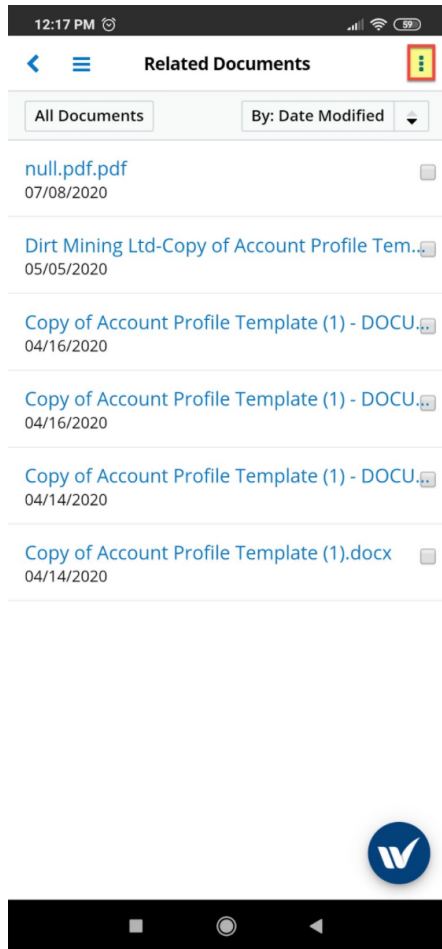 12:17 PM
59
Related Documents
All Documents
By: Date Modified
null.pdf.pdf
07/08/2020
Dirt Mining Ltd-Copy of Account Profile Tem...
05/05/2020
Copy of Account Profile Template (1) - DOCU...
04/16/2020
Copy of Account Profile Template (1) - DOCU...
04/16/2020
Copy of Account Profile Template (1) - DOCU...
04/14/2020
Copy of Account Profile Template (1).docx
04/14/2020